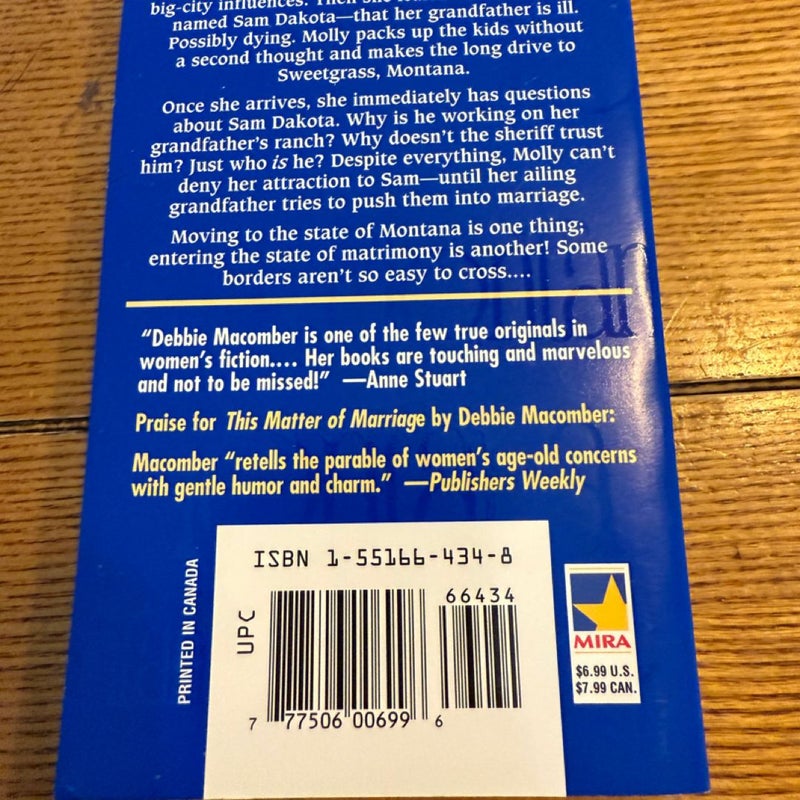 big-city influences. Then she
named Sam Dakota—that her grandfather is ill.
Possibly dying. Molly packs up the kids without
a second thought and makes the long drive to
Sweetgrass, Montana.
Once she arrives, she immediately has questions
about Sam Dakota. Why is he working on her
grandfather's ranch? Why doesn't the sheriff trust
him? Just who is he? Despite everything, Molly can't
deny her attraction to Sam—until her ailing
grandfather tries to push them into marriage.
Moving to the state of Montana is one thing;
entering the state of matrimony is another! Some
borders aren't so easy to cross....
"Debbie Macomber is one of the few true originals in
women's fiction.... Her books are touching and marvelous
and not to be missed!" —Anne Stuart
Praise for This Matter of Marriage by Debbie Macomber:
Macomber "retells the parable of women's age-old concerns
with gentle humor and charm." —Publishers Weekly
PRINTED IN CANADA
ISBN 1-55166-434-8
UPC
66434
7 77506 00699 6
MIRA
$6.99 U.S.
$7.99 CAN.